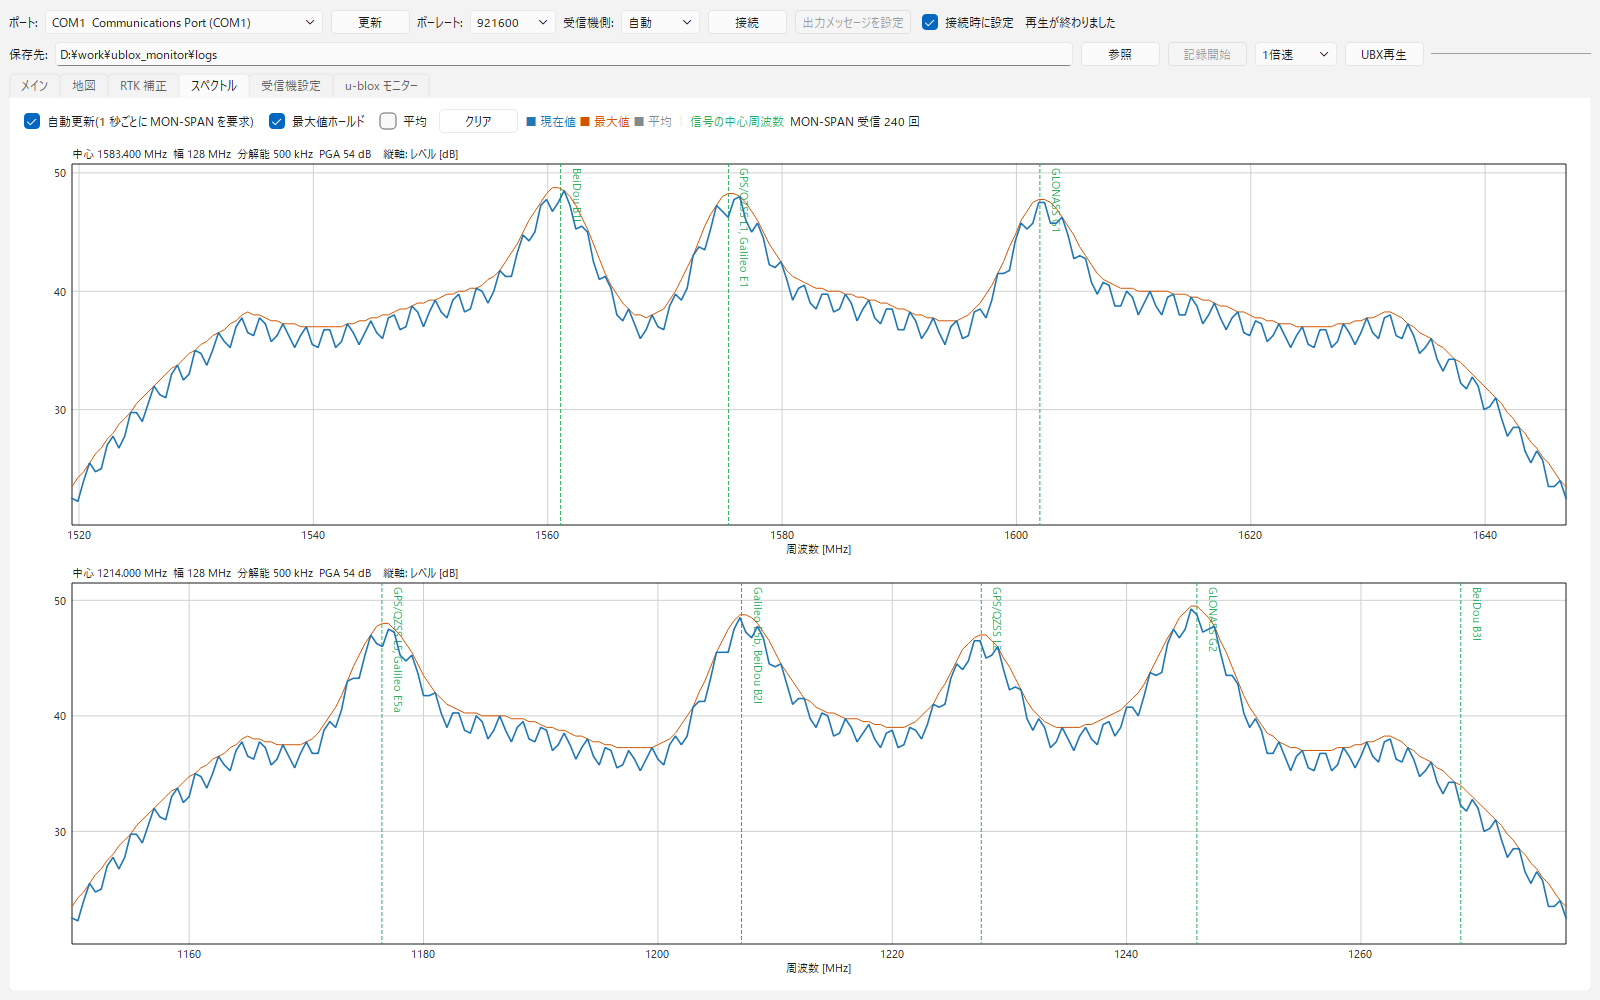 ポート: COM1 Communications Port (COM1) 更新 ボーレート: 921600 受信機側: 自動 接続 出力メッセージを設定 接続時に設定 再生が終わりました
保存先: D:¥work¥ublox_monitor¥logs 参照 記録開始 1倍速 UBX再生
メイン 地図 RTK 補正 スペクトル 受信機設定 u-blox モニター
自動更新(1 秒ごとに MON-SPAN を要求) 最大値ホールド 平均 クリア ■ 現在値 ■ 最大値 ■ 平均 ⁞ 信号の中心周波数 MON-SPAN 受信 240 回
中心 1583.400 MHz 幅 128 MHz 分解能 500 kHz PGA 54 dB 縦軸: レベル [dB]
50
40
30
BeiDou B1I
GPS/QZSS L1, Galileo E1
GLONASS G1
1520 1540 1560 1580 1600 1620 1640
周波数 [MHz]
中心 1214.000 MHz 幅 128 MHz 分解能 500 kHz PGA 54 dB 縦軸: レベル [dB]
50
40
30
GPS/QZSS L5, Galileo E5a
Galileo E5b, BeiDou B2I
GPS/QZSS L2
GLONASS G2
BeiDou B3I
1160 1180 1200 1220 1240 1260
周波数 [MHz]